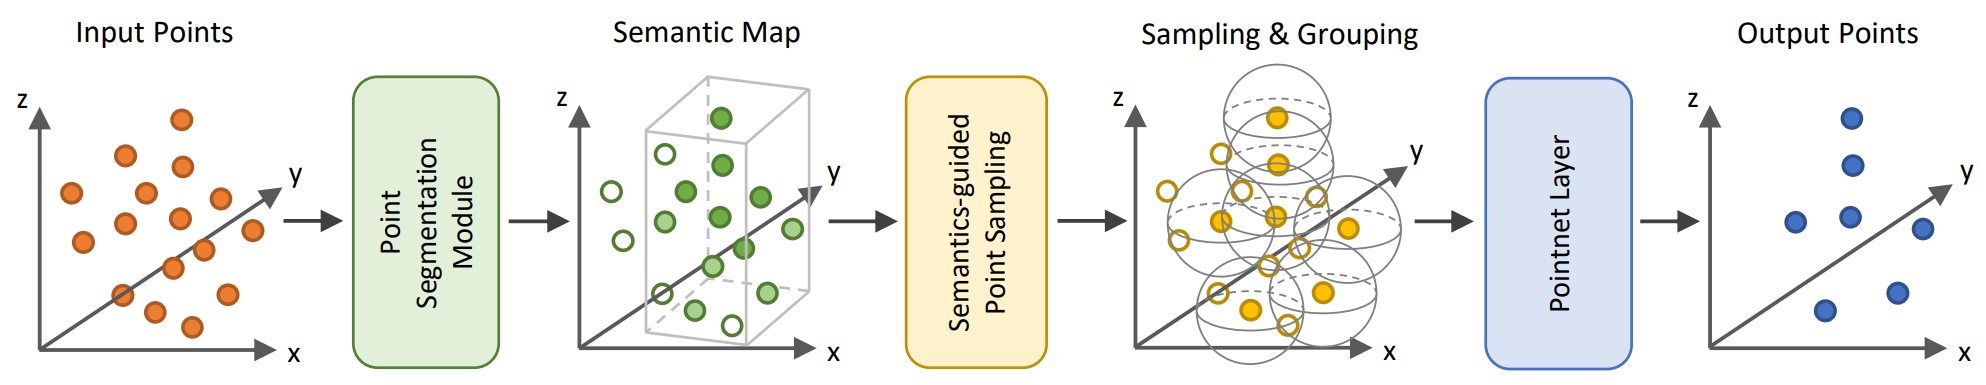 Input Points
Semantic Map
Sampling & Grouping
Output Points
z
y
x
Point
Segmentation
Module
z
y
x
Semantics-guided
Point Sampling
z
y
x
Pointnet Layer
z
y
x